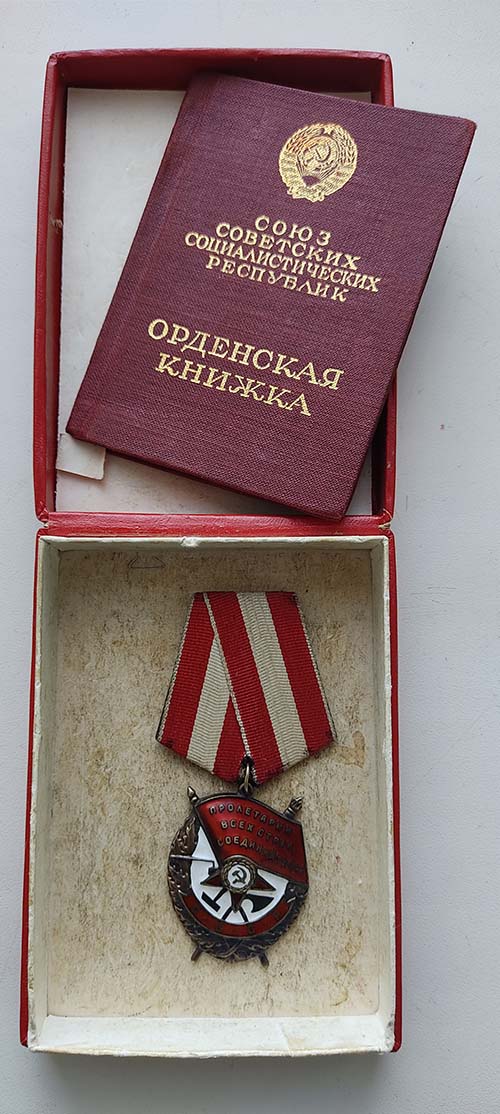 СОЮЗ
СОВЕТСКИХ
СОЦИАЛИСТИЧЕСКИХ
РЕСПУБЛИК
ОРДЕНСКАЯ
КНИЖКА
ПРОЛЕТАРИИ
ВСЕХ СТРАН
СОЕДИНЯЙТЕСЬ